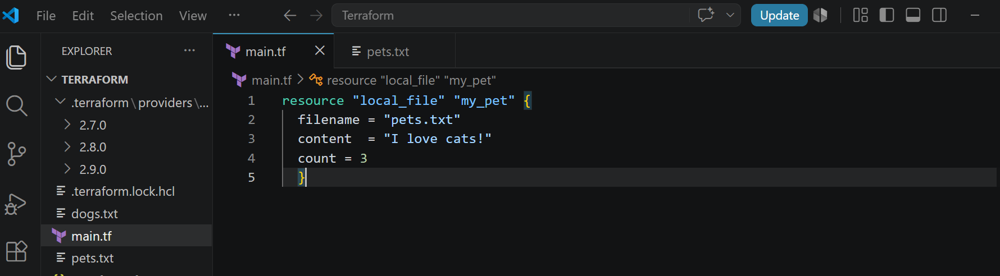 File Edit Selection View ··· Terraform Update
EXPLORER ···
TERRAFORM
.terraform\providers\...
2.7.0
2.8.0
2.9.0
.terraform.lock.hcl
dogs.txt
main.tf
pets.txt
main.tf pets.txt
main.tf > resource "local_file" "my_pet"
1 resource "local_file" "my_pet" {
2 filename = "pets.txt"
3 content  = "I love cats!"
4 count = 3
5 }